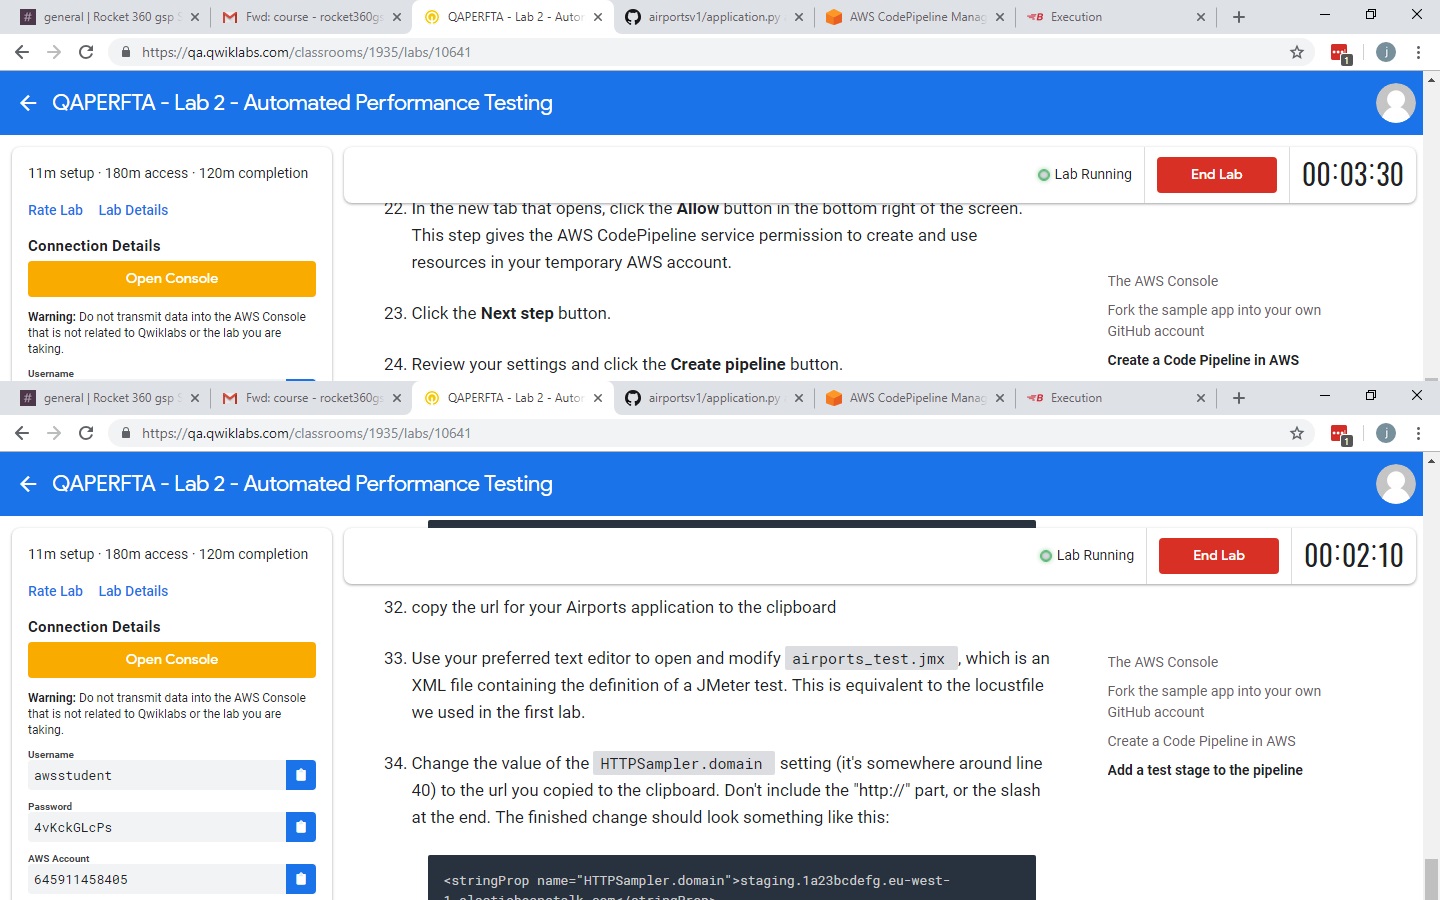 general | Rocket 360 gsp
Fwd: course - rocket360gs
QAPERFTA - Lab 2 - Autor
airportsv1/application.py
AWS CodePipeline Manag
Execution
https://qa.qwiklabs.com/classrooms/1935/labs/10641
1
j
QAPERFTA - Lab 2 - Automated Performance Testing
11m setup · 180m access · 120m completion
Rate Lab Lab Details
Connection Details
Open Console
Warning: Do not transmit data into the AWS Console
that is not related to Qwiklabs or the lab you are
taking.
Username
Lab Running
End Lab
00:03:30
22. In the new tab that opens, click the Allow button in the bottom right of the screen.
This step gives the AWS CodePipeline service permission to create and use
resources in your temporary AWS account.
23. Click the Next step button.
24. Review your settings and click the Create pipeline button.
The AWS Console
Fork the sample app into your own
GitHub account
Create a Code Pipeline in AWS
general | Rocket 360 gsp
Fwd: course - rocket360gs
QAPERFTA - Lab 2 - Autor
airportsv1/application.py
AWS CodePipeline Manag
Execution
https://qa.qwiklabs.com/classrooms/1935/labs/10641
1
j
QAPERFTA - Lab 2 - Automated Performance Testing
11m setup · 180m access · 120m completion
Rate Lab Lab Details
Connection Details
Open Console
Warning: Do not transmit data into the AWS Console
that is not related to Qwiklabs or the lab you are
taking.
Username
awsstudent
Password
4vKckGLcPs
AWS Account
645911458405
Lab Running
End Lab
00:02:10
32. copy the url for your Airports application to the clipboard
33. Use your preferred text editor to open and modify airports_test.jmx , which is an
XML file containing the definition of a JMeter test. This is equivalent to the locustfile
we used in the first lab.
34. Change the value of the HTTPSampler.domain setting (it's somewhere around line
40) to the url you copied to the clipboard. Don't include the "http://" part, or the slash
at the end. The finished change should look something like this:
<stringProp name="HTTPSampler.domain">staging.1a23bcdefg.eu-west-
1.elasticbeanstalk.com</stringProp>
The AWS Console
Fork the sample app into your own
GitHub account
Create a Code Pipeline in AWS
Add a test stage to the pipeline